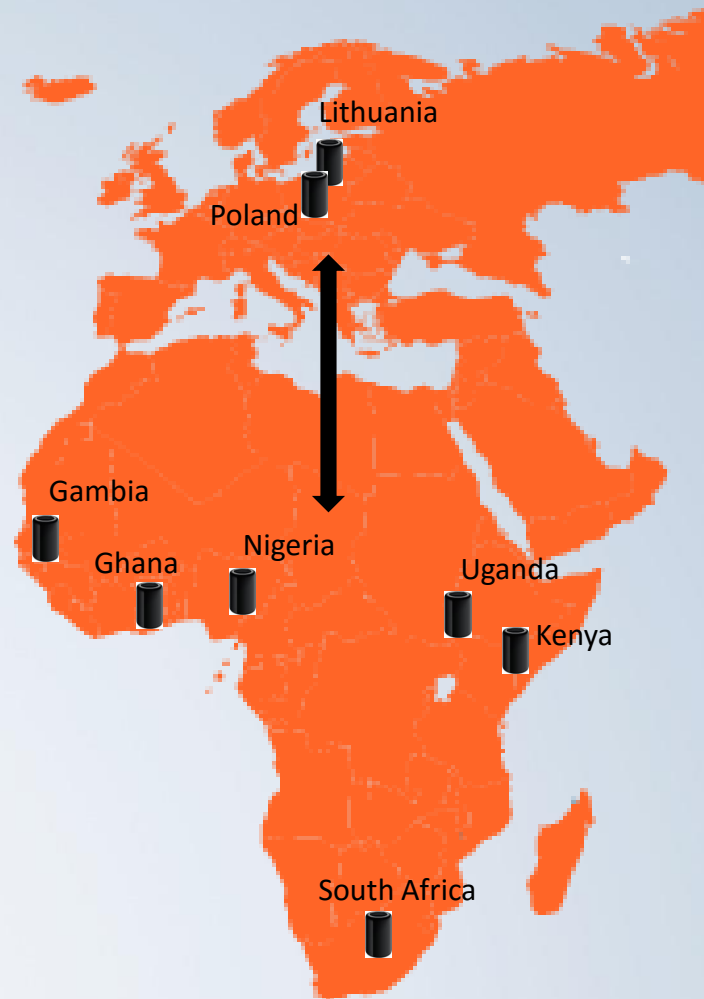 Lithuania
Poland
Gambia
Nigeria
Ghana
Uganda
Kenya
South Africa